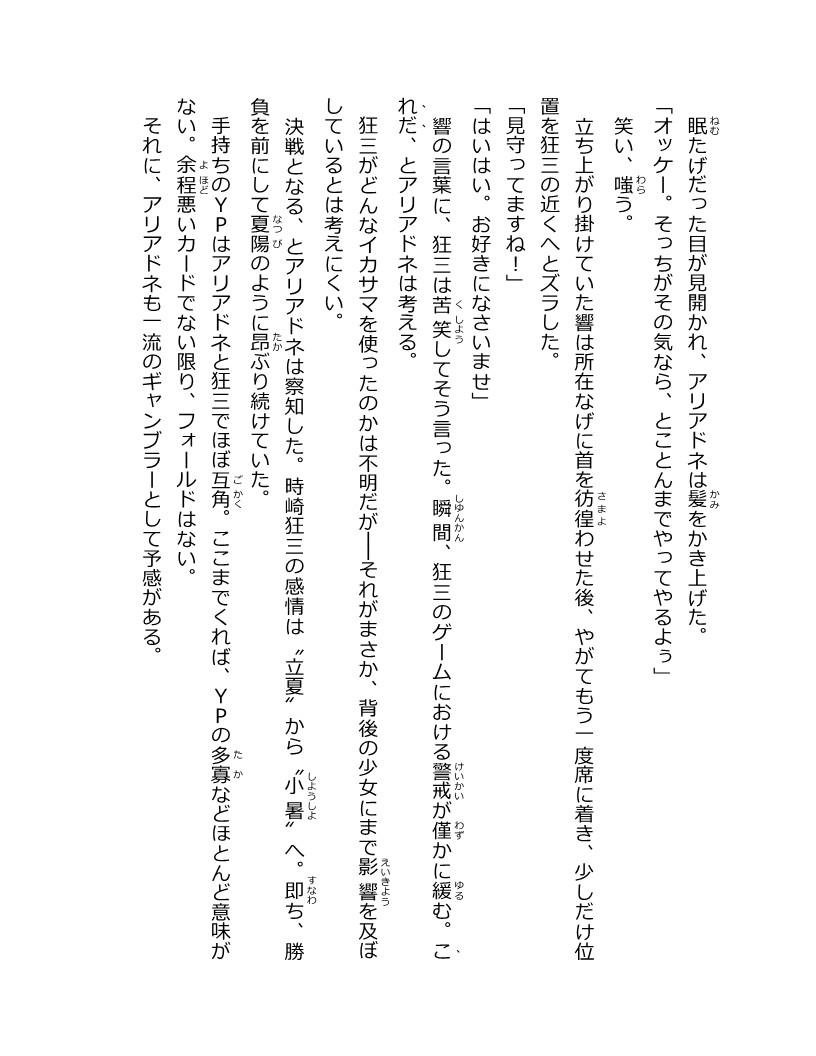 眠たげだった目が見開かれ、アリアドネは髪をかき上げた。
「オッケー。そっちがその気なら、とことんまでやってやるよぅ」
笑い、嗤う。
立ち上がり掛けていた響は所在なげに首を彷徨わせた後、やがてもう一度席に着き、少しだけ位
置を狂三の近くへとズラした。
「見守ってますね！」
「はいはい。お好きになさいませ」
響の言葉に、狂三は苦笑してそう言った。瞬間、狂三のゲームにおける警戒が僅かに緩む。こ
れだ、とアリアドネは考える。
狂三がどんなイカサマを使ったのかは不明だが――それがまさか、背後の少女にまで影響を及ぼ
しているとは考えにくい。
決戦となる、とアリアドネは察知した。時崎狂三の感情は〝立夏〟から〝小暑〟へ。即ち、勝
負を前にして夏陽のように昂ぶり続けていた。
手持ちのＹＰはアリアドネと狂三でほぼ互角。ここまでくれば、ＹＰの多寡などほとんど意味が
ない。余程悪いカードでない限り、フォールドはない。
それに、アリアドネも一流のギャンブラーとして予感がある。